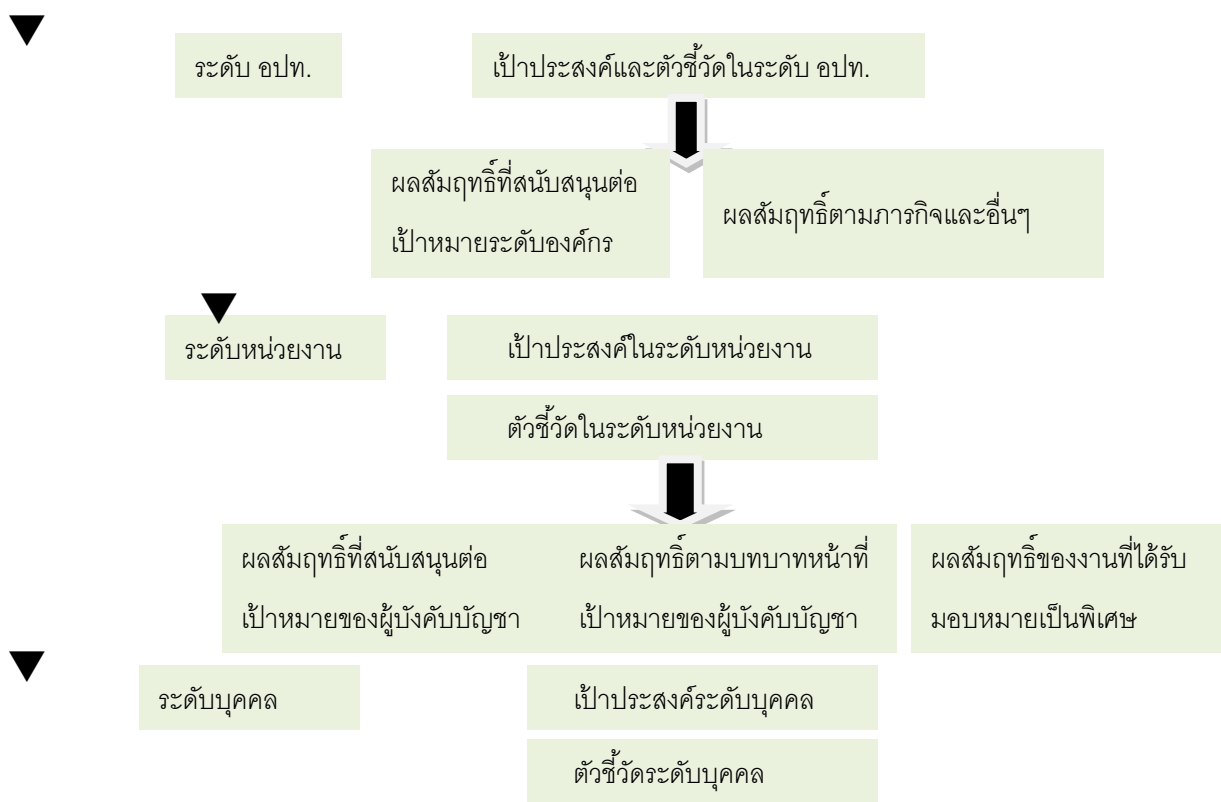 ระดับ อปท.
เป้าประสงค์และตัวชี้วัดในระดับ อปท.
ผลสัมฤทธิ์ที่สนับสนุนต่อ
เป้าหมายระดับองค์กร
ผลสัมฤทธิ์ตามภารกิจและอื่นๆ
ระดับหน่วยงาน
เป้าประสงค์ในระดับหน่วยงาน
ตัวชี้วัดในระดับหน่วยงาน
ผลสัมฤทธิ์ที่สนับสนุนต่อ
เป้าหมายของผู้บังคับบัญชา
ผลสัมฤทธิ์ตามบทบาทหน้าที่
เป้าหมายของผู้บังคับบัญชา
ผลสัมฤทธิ์ของงานที่ได้รับ
มอบหมายเป็นพิเศษ
ระดับบุคคล
เป้าประสงค์ระดับบุคคล
ตัวชี้วัดระดับบุคคล